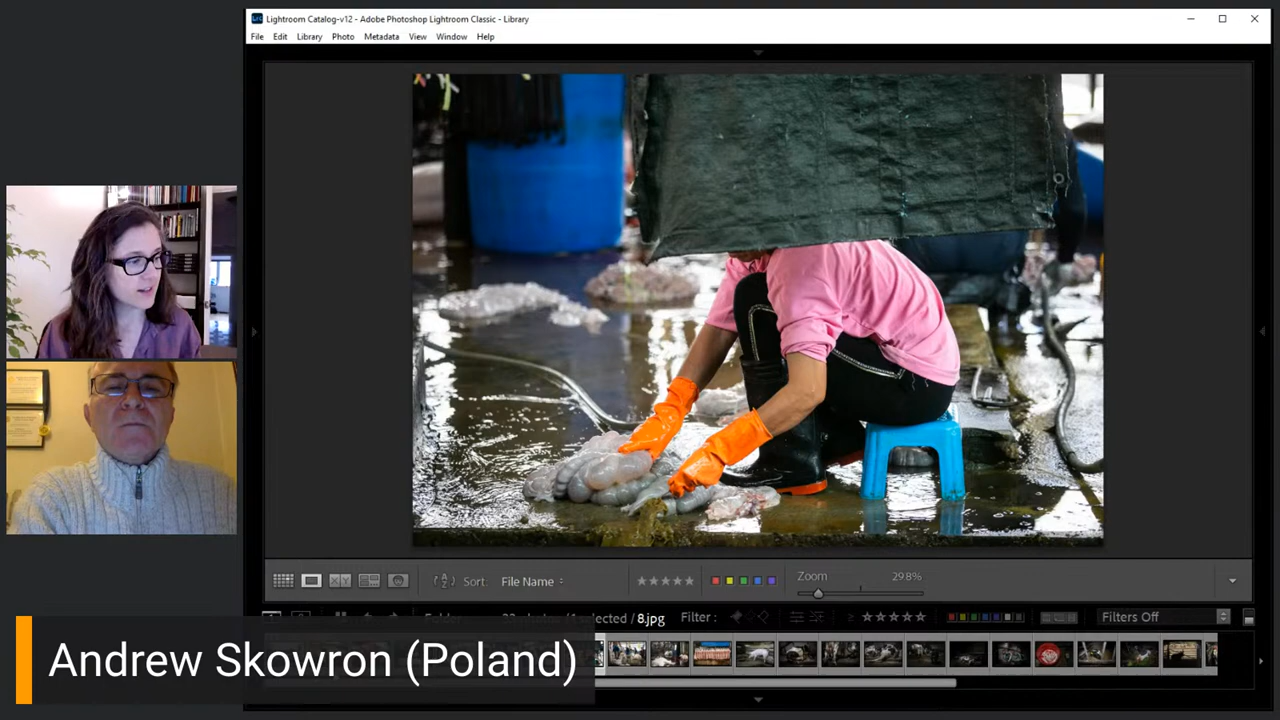 Lightroom Catalog-v12 - Adobe Photoshop Lightroom Classic - Library
File Edit Library Photo Metadata View Window Help
Sort: File Name
Zoom 29.8%
selected / 8.jpg Filter : Filters Off
Andrew Skowron (Poland)